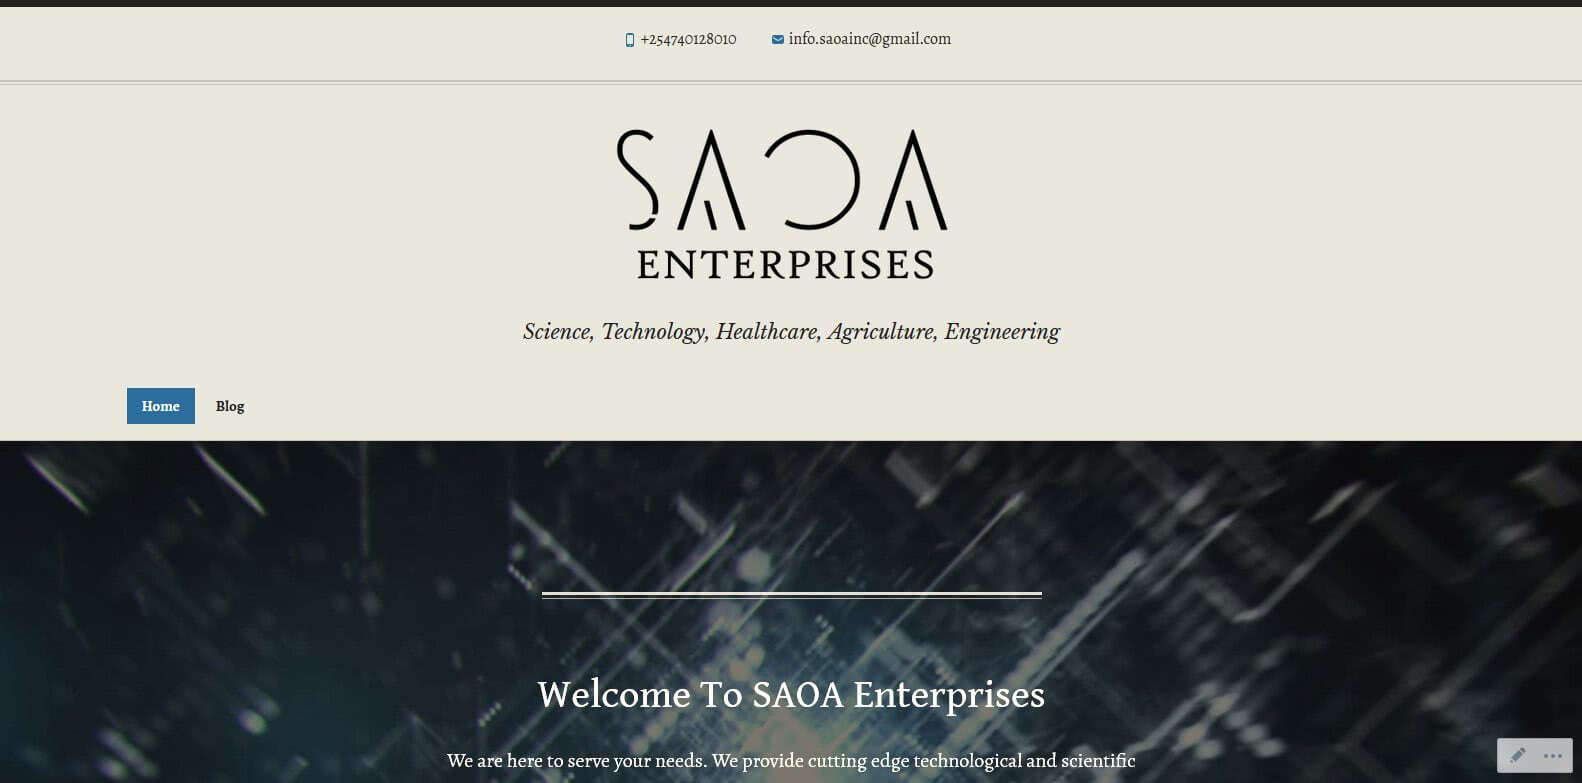 +254740128010 info.saoainc@gmail.com
SAOA
ENTERPRISES
Science, Technology, Healthcare, Agriculture, Engineering
Home Blog
Welcome To SAOA Enterprises
We are here to serve your needs. We provide cutting edge technological and scientific